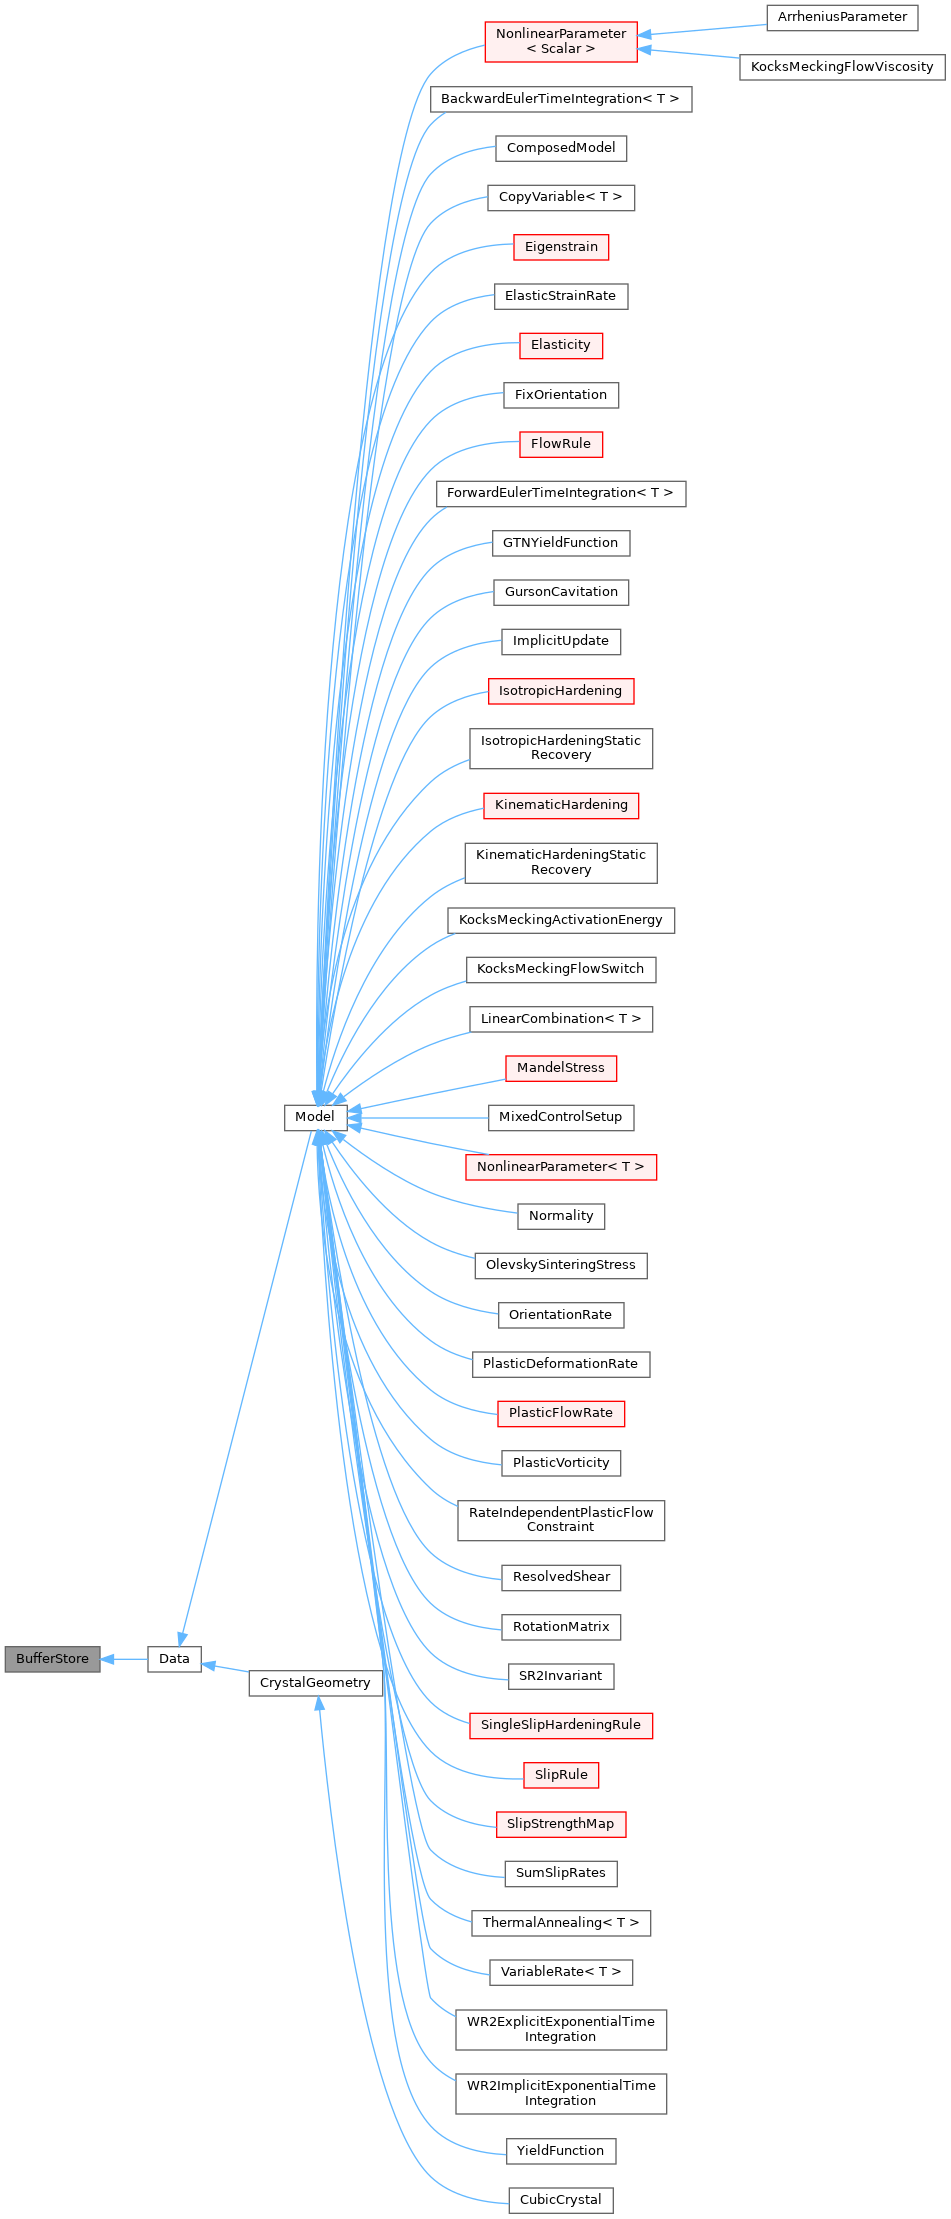 ArrheniusParameter
NonlinearParameter
< Scalar >
KocksMeckingFlowViscosity
BackwardEulerTimeIntegration< T >
ComposedModel
CopyVariable< T >
Eigenstrain
ElasticStrainRate
Elasticity
FixOrientation
FlowRule
ForwardEulerTimeIntegration< T >
GTNYieldFunction
GursonCavitation
ImplicitUpdate
IsotropicHardening
IsotropicHardeningStatic
Recovery
KinematicHardening
KinematicHardeningStatic
Recovery
KocksMeckingActivationEnergy
KocksMeckingFlowSwitch
LinearCombination< T >
MandelStress
Model
MixedControlSetup
NonlinearParameter< T >
Normality
OlevskySinteringStress
OrientationRate
PlasticDeformationRate
PlasticFlowRate
PlasticVorticity
RateIndependentPlasticFlow
Constraint
ResolvedShear
RotationMatrix
BufferStore
Data
SR2Invariant
CrystalGeometry
SingleSlipHardeningRule
SlipRule
SlipStrengthMap
SumSlipRates
ThermalAnnealing< T >
VariableRate< T >
WR2ExplicitExponentialTime
Integration
WR2ImplicitExponentialTime
Integration
YieldFunction
CubicCrystal